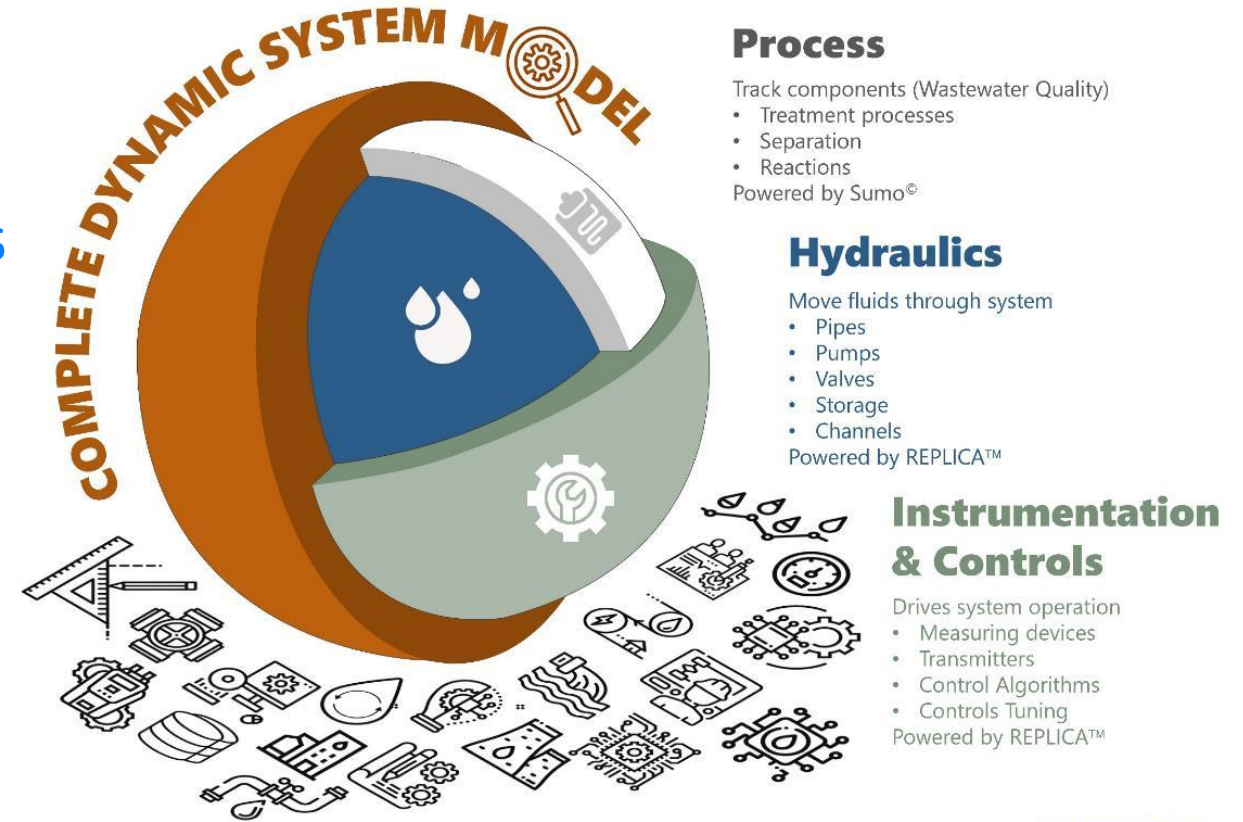 COMPLETE DYNAMIC SYSTEM MODEL
Process
Track components (Wastewater Quality)
• Treatment processes
• Separation
• Reactions
Powered by Sumo©
s
Hydraulics
Move fluids through system
• Pipes
• Pumps
• Valves
• Storage
• Channels
Powered by REPLICA™
Instrumentation
& Controls
Drives system operation
• Measuring devices
• Transmitters
• Control Algorithms
• Controls Tuning
Powered by REPLICA™